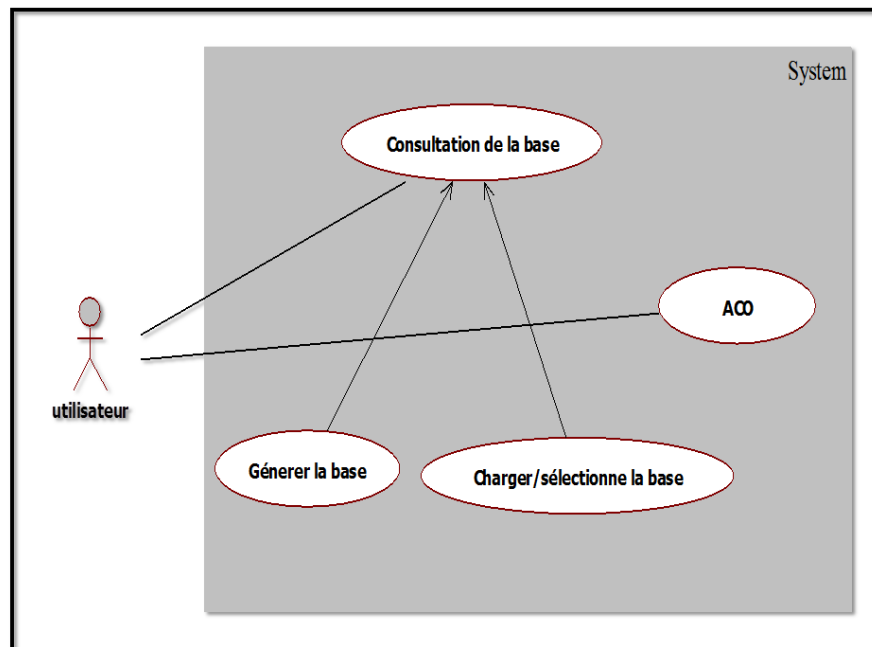 System
Consultation de la base
ACO
utilisateur
Génerer la base
Charger/sélectionne la base